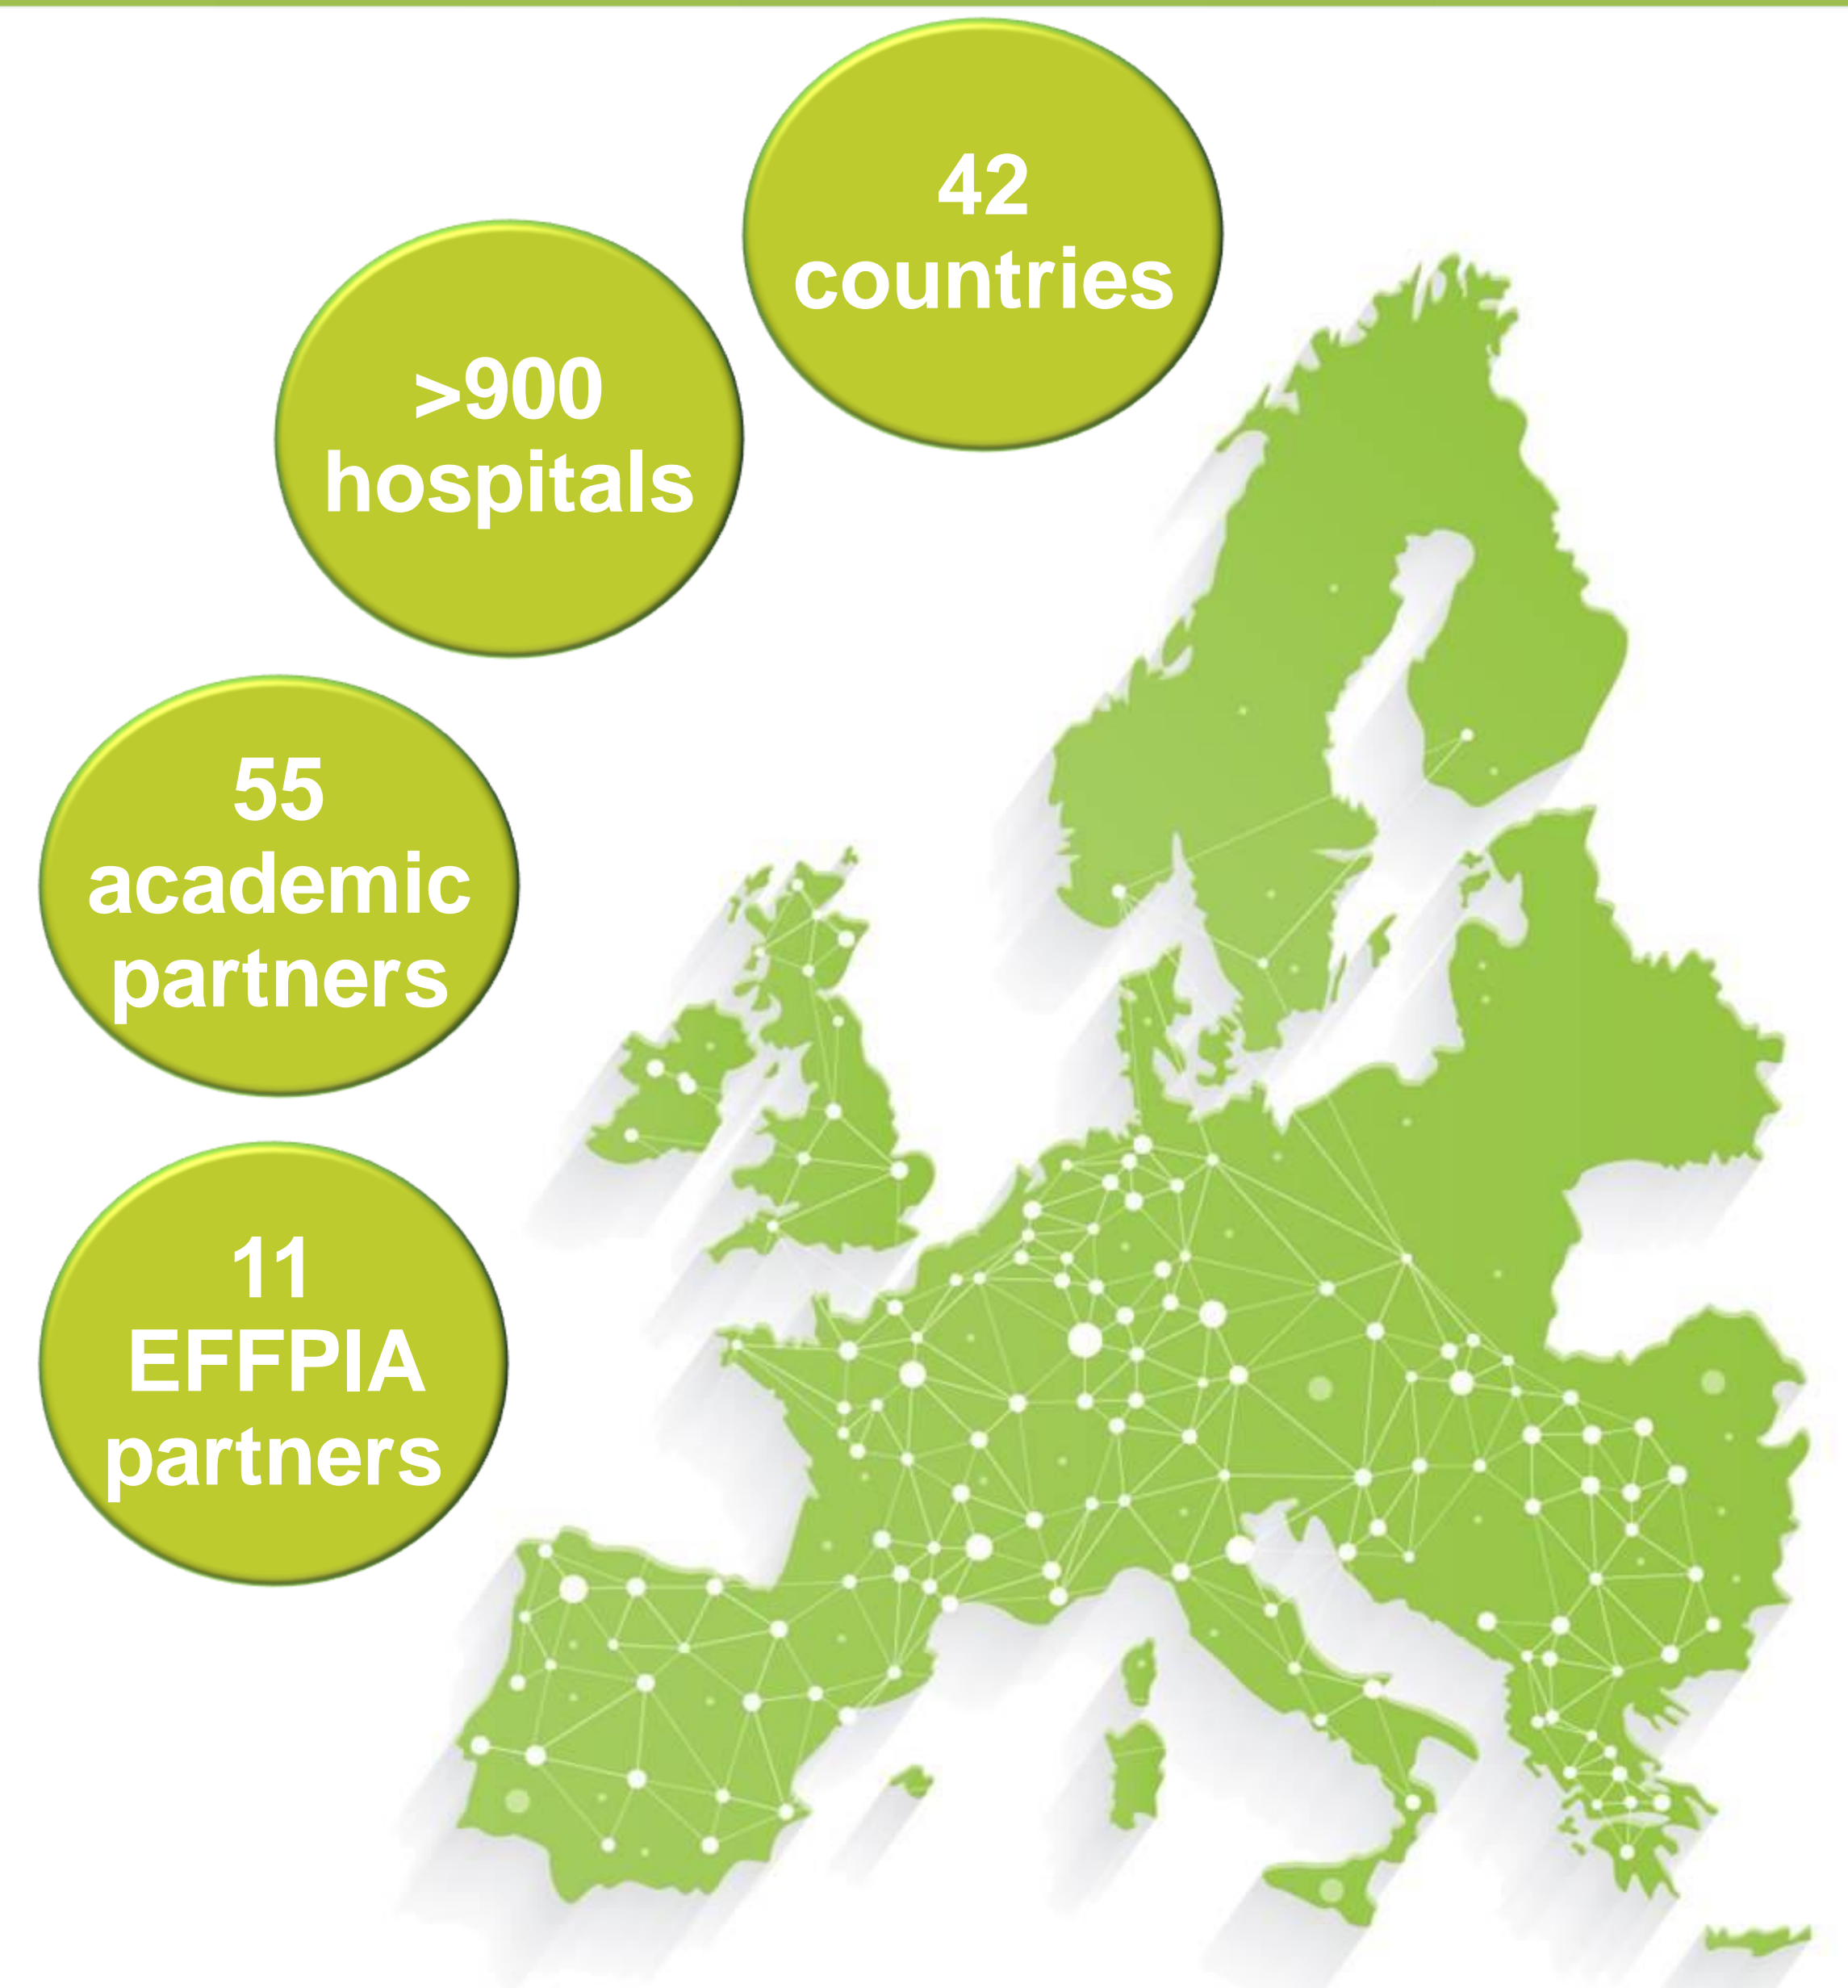 42
countries
>900
hospitals
55
academic
partners
11
EFFPIA
partners